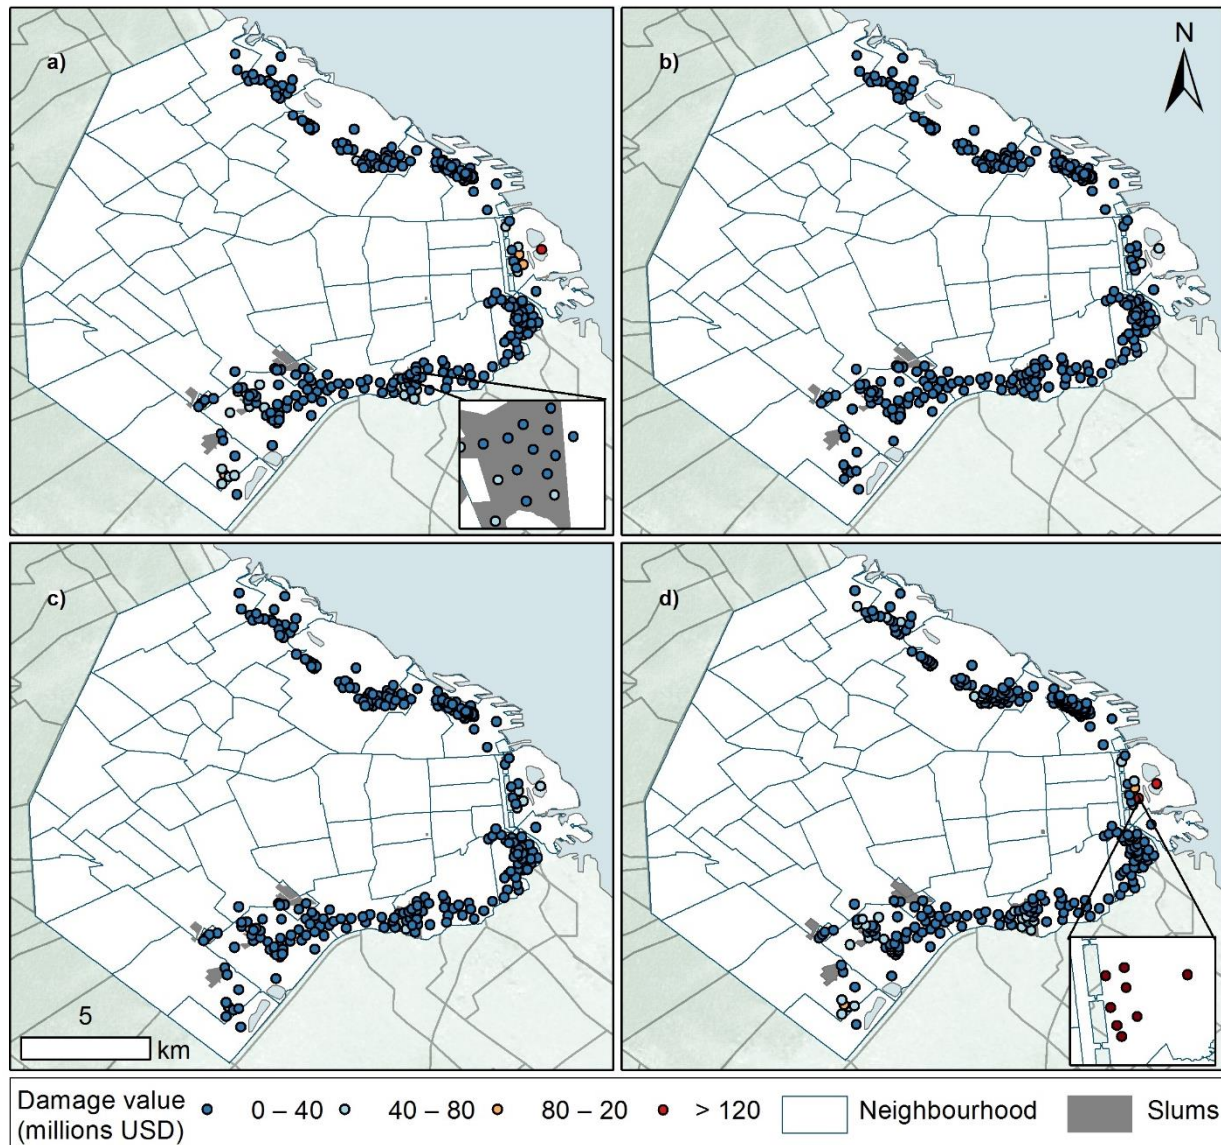 a)
b)
N
c)
d)
5
km
Damage value
(millions USD)
0 – 40
40 – 80
80 – 20
> 120
Neighbourhood
Slums